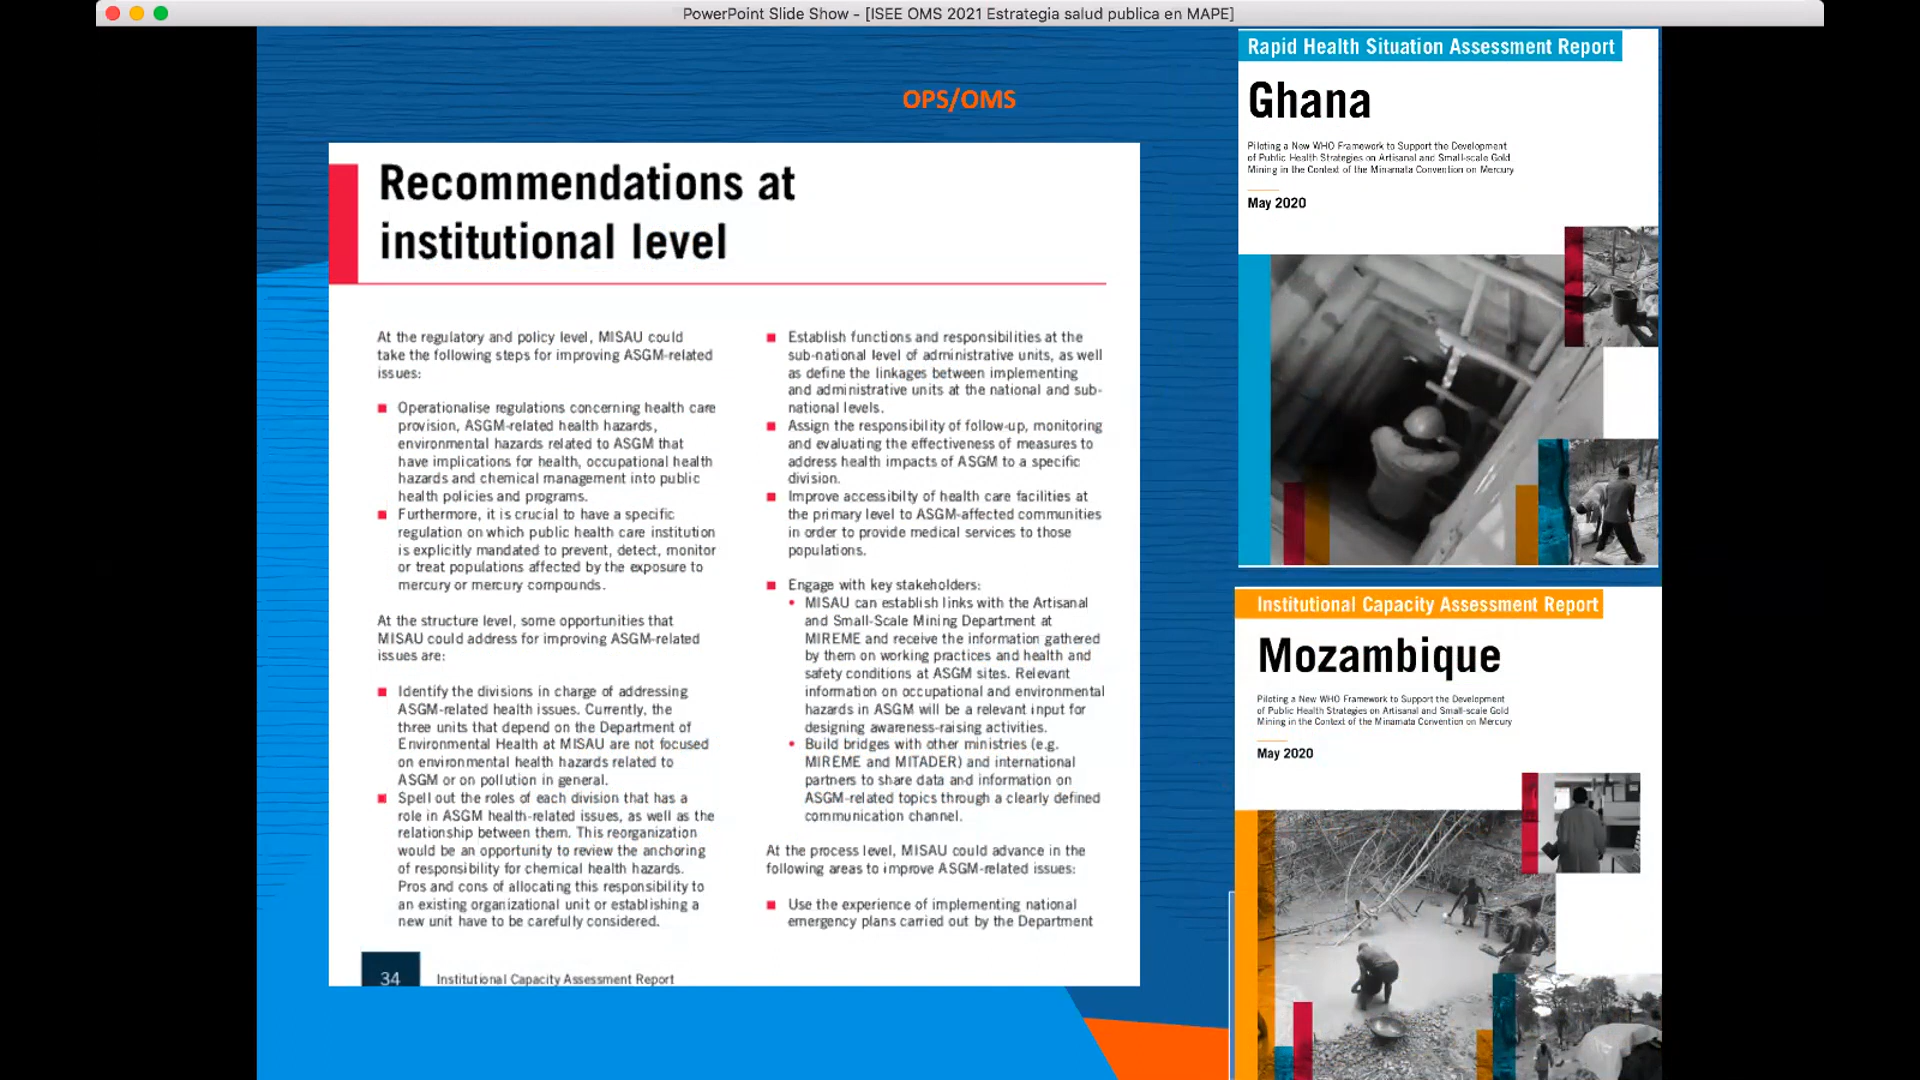 PowerPoint Slide Show - [ISEE OMS 2021 Estrategia salud publica en MAPE]
OPS/OMS
Recommendations at
institutional level
At the regulatory and policy level, MISAU could
take the following steps for improving ASGM-related
issues:
Operationalise regulations concerning health care
provision, ASGM-related health hazards,
environmental hazards related to ASGM that
have implications for health, occupational health
hazards and chemical management into public
health policies and programs.
Furthermore, it is crucial to have a specific
regulation on which public health care institution
is explicitly mandated to prevent, detect, monitor
or treat populations affected by the exposure to
mercury or mercury compounds.
At the structure level, some opportunities that
MISAU could address for improving ASGM-related
issues are:
Identify the divisions in charge of addressing
ASGM-related health issues. Currently, the
three units that depend on the Department of
Environmental Health at MISAU are not focused
on environmental health hazards related to
ASGM or on pollution in general.
Spell out the roles of each division that has a
role in ASGM health-related issues, as well as the
relationship between them. This reorganization
would be an opportunity to review the anchoring
of responsibility for chemical health hazards.
Pros and cons of allocating this responsibility to
an existing organizational unit or establishing a
new unit have to be carefully considered.
Establish functions and responsibilities at the
sub-national level of administrative units, as well
as define the linkages between implementing
and administrative units at the national and sub-
national levels.
Assign the responsibility of follow-up, monitoring
and evaluating the effectiveness of measures to
address health impacts of ASGM to a specific
division.
Improve accessibilty of health care facilities at
the primary level to ASGM-affected communities
in order to provide medical services to those
populations.
Engage with key stakeholders:
MISAU can establish links with the Artisanal
and Small-Scale Mining Department at
MIREME and receive the information gathered
by them on working practices and health and
safety conditions at ASGM sites. Relevant
information on occupational and environmental
hazards in ASGM will be a relevant input for
designing awareness-raising activities.
Build bridges with other ministries (e.g.
MIREME and MITADER) and international
partners to share data and information on
ASGM-related topics through a clearly defined
communication channel.
At the process level, MISAU could advance in the
following areas to improve ASGM-related issues:
Use the experience of implementing national
emergency plans carried out by the Department
34
Institutional Capacity Assessment Report
Rapid Health Situation Assessment Report
Ghana
Piloting a New WHO Framework to Support the Development
of Public Health Strategies on Artisanal and Small-scale Gold
Mining in the Context of the Minamata Convention on Mercury
May 2020
Institutional Capacity Assessment Report
Mozambique
Piloting a New WHO Framework to Support the Development
of Public Health Strategies on Artisanal and Small-scale Gold
Mining in the Context of the Minamata Convention on Mercury
May 2020